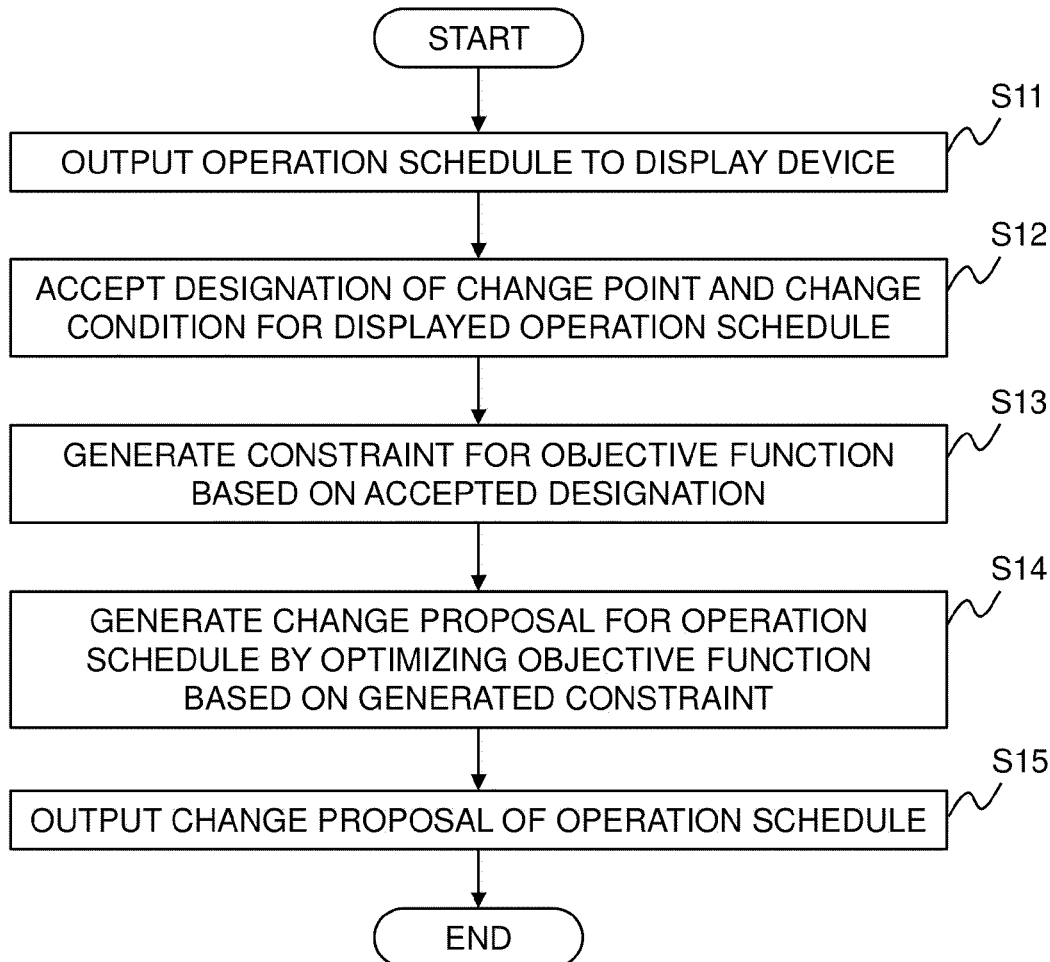 START
S11
OUTPUT OPERATION SCHEDULE TO DISPLAY DEVICE
S12
ACCEPT DESIGNATION OF CHANGE POINT AND CHANGE
CONDITION FOR DISPLAYED OPERATION SCHEDULE
S13
GENERATE CONSTRAINT FOR OBJECTIVE FUNCTION
BASED ON ACCEPTED DESIGNATION
S14
GENERATE CHANGE PROPOSAL FOR OPERATION
SCHEDULE BY OPTIMIZING OBJECTIVE FUNCTION
BASED ON GENERATED CONSTRAINT
S15
OUTPUT CHANGE PROPOSAL OF OPERATION SCHEDULE
END